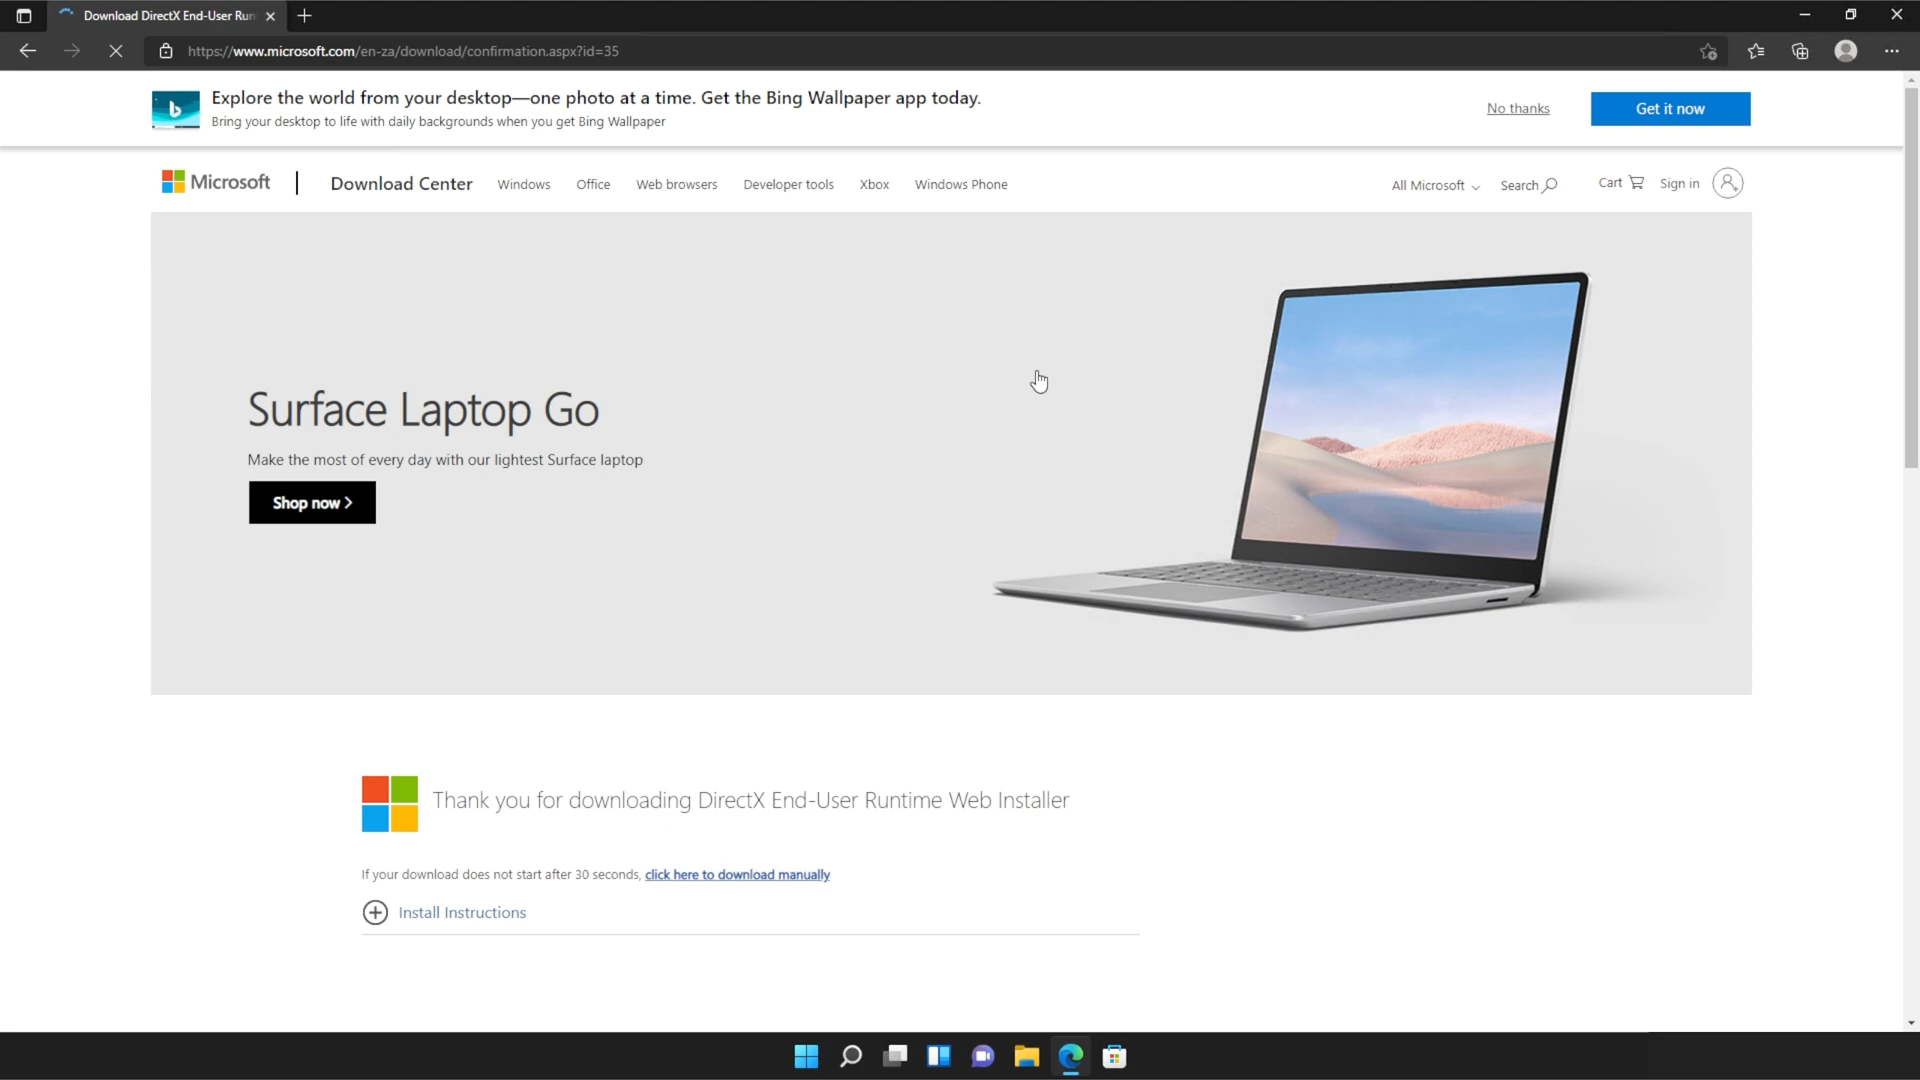 Download DirectX End-User Run
https://www.microsoft.com/en-za/download/confirmation.aspx?id=35
Explore the world from your desktop—one photo at a time. Get the Bing Wallpaper app today.
Bring your desktop to life with daily backgrounds when you get Bing Wallpaper
No thanks
Get it now
Microsoft
Download Center
Windows
Office
Web browsers
Developer tools
Xbox
Windows Phone
All Microsoft
Search
Cart
Sign in
Surface Laptop Go
Make the most of every day with our lightest Surface laptop
Shop now >
Thank you for downloading DirectX End-User Runtime Web Installer
If your download does not start after 30 seconds, click here to download manually
Install Instructions